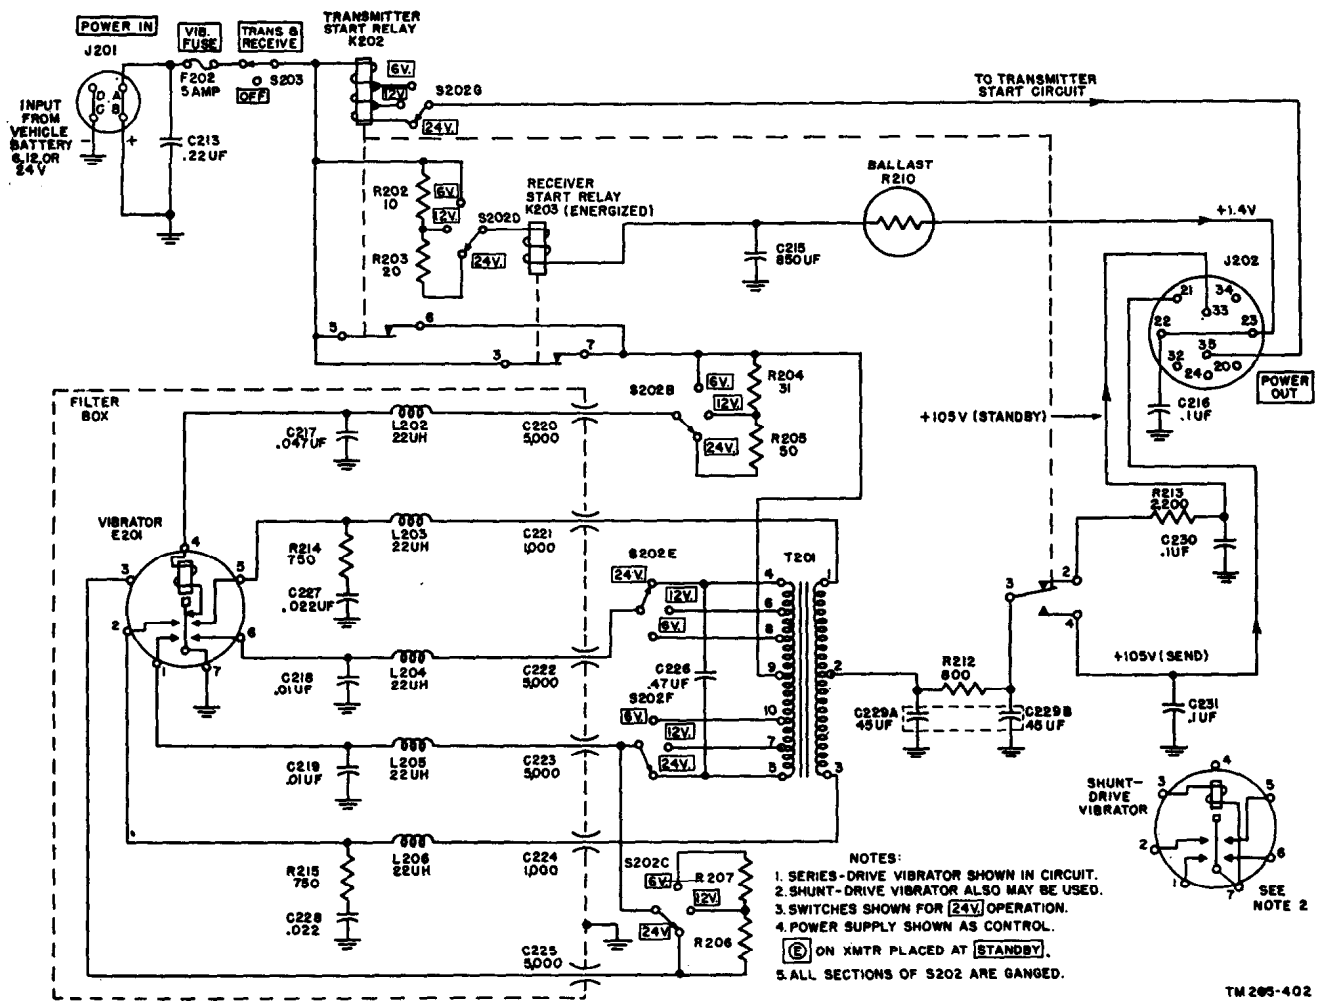 POWER IN
J201
VIB.
FUSE
TRANS &
RECEIVE
TRANSMITTER
START RELAY
K202
F202
5 AMP
S203
OFF
6V.
12V.
24V.
S202G
TO TRANSMITTER
START CIRCUIT
INPUT
FROM
VEHICLE
BATTERY
6,12,OR
24V
D A
C B
-
+
C213
.22UF
R202
10
R203
20
6V.
12V.
24V.
S202D
RECEIVER
START RELAY
K203 (ENERGIZED)
BALLAST
R210
C215
850UF
+1.4V
J202
21
34
33
22
23
35
32
24
20
POWER
OUT
C216
.1UF
+105V (STANDBY)
5
6
3
7
FILTER
BOX
C217
.047UF
L202
22UH
C220
5,000
S202B
6V.
12V.
24V.
R204
31
R205
50
VIBRATOR
E201
4
3
5
2
6
1
7
R214
750
C227
.022UF
L203
22UH
C221
1,000
S202E
24V.
12V.
6V.
T201
4
6
8
9
10
7
5
1
2
3
C218
.01UF
L204
22UH
C222
5,000
C226
.47UF
S202F
6V.
12V.
24V.
C219
.01UF
L205
22UH
C223
5,000
R215
750
C228
.022
L206
22UH
C224
1,000
S202C
6V.
12V.
24V
R207
R206
C225
5,000
R212
800
C229A
45UF
C229B
45UF
3
2
4
R213
2,200
C230
.1UF
+105V (SEND)
C231
.1UF
SHUNT-
DRIVE
VIBRATOR
4
3
5
2
6
1
7
SEE
NOTE 2
NOTES:
1. SERIES-DRIVE VIBRATOR SHOWN IN CIRCUIT.
2. SHUNT-DRIVE VIBRATOR ALSO MAY BE USED.
3. SWITCHES SHOWN FOR 24V. OPERATION.
4. POWER SUPPLY SHOWN AS CONTROL.
E ON XMTR PLACED AT STANDBY.
5. ALL SECTIONS OF S202 ARE GANGED.
TM 265-402